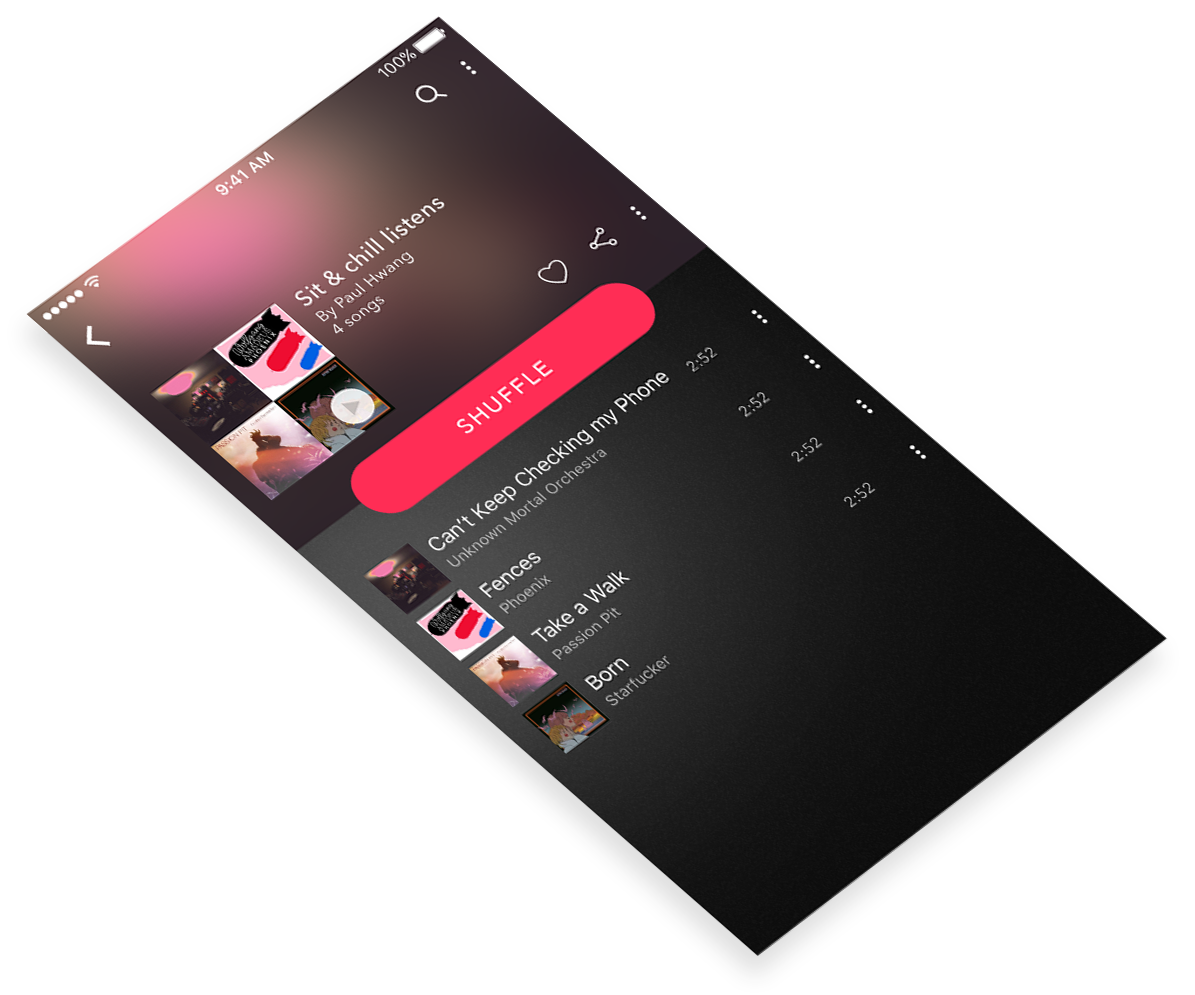 9:41 AM
100%
Sit & chill listens
By Paul Hwang
4 songs
SHUFFLE
Can't Keep Checking my Phone
Unknown Mortal Orchestra
2:52
Fences
Phoenix
2:52
Take a Walk
Passion Pit
2:52
Born
Starfucker
2:52